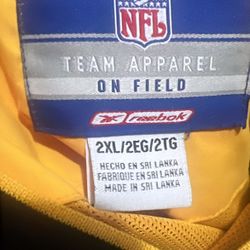 NFL
TEAM APPAREL
ON FIELD
Reebok
2XL/2EG/2TG
HECHO EN SRI LANKA
FABRIQUE EN SRI LANKA
MADE IN SRI LANKA